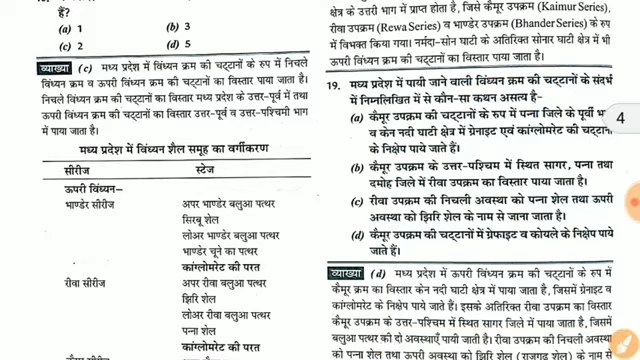 हैं?
(a) 1 (b) 3
(c) 2 (d) 5
व्याख्या (c) मध्य प्रदेश में विंध्यन क्रम की चट्टानों के रुप में निचले
विंध्यन क्रम व ऊपरी विंध्यन क्रम की चट्टानों का विस्तार पाया जाता है।
निचले विंध्यन क्रम की चट्टानों का विस्तार मध्य प्रदेश के उत्तर-पूर्व में तथा
ऊपरी विंध्यन क्रम की चट्टानों का विस्तार उत्तर-पूर्व व उत्तर-पश्चिमी भाग
में पाया जाता है।
मध्य प्रदेश में विंध्यन शैल समूह का वर्गीकरण
सीरीज स्टेज
ऊपरी विंध्यन–
भाण्डेर सीरीज अपर भाण्डेर बलुआ पत्थर
सिरबू शेल
लोअर भाण्डेर बलुआ पत्थर
भाण्डेर चूने का पत्थर
कांग्लोमरेट की परत
रीवा सीरीज अपर रीवा बलुआ पत्थर
झिरी शेल
लोअर रीवा बलुआ पत्थर
पन्ना शेल
कांग्लोमरेट की परत
क्षेत्र के उत्तरी भाग में प्राप्त होता है, जिसे कैमूर उपक्रम (Kaimur Series),
रीवा उपक्रम (Rewa Series) व भाण्डेर उपक्रम (Bhander Series) के रुप
में विभक्त किया गया। नर्मदा-सोन घाटी के अतिरिक्त सोनार घाटी क्षेत्र में भी
ऊपरी विंध्यन क्रम की चट्टानों का विस्तार पाया जाता है।
19. मध्य प्रदेश में पायी जाने वाली विंध्यन क्रम की चट्टानों के संदर्भ
में निम्नलिखित में से कौन-सा कथन असत्य है-
(a) कैमूर उपक्रम की चट्टानों के रुप में पन्ना जिले के पूर्वी
व केन नदी घाटी क्षेत्र में ग्रेनाइट एवं कांग्लोमरेट की
के निक्षेप पाये जाते हैं।
(b) कैमूर उपक्रम के उत्तर-पश्चिम में स्थित सागर, पन्ना तथा
दमोह जिले में रीवा उपक्रम का विस्तार पाया जाता है।
(c) रीवा उपक्रम की निचली अवस्था को पन्ना शेल तथा ऊपरी
अवस्था को झिरि शेल के नाम से जाना जाता है।
(d) कैमूर उपक्रम की चट्टानों में ग्रेफाइट व कोयले के निक्षेप पाये
जाते हैं।
व्याख्या (d) मध्य प्रदेश में ऊपरी विंध्यन क्रम की चट्टानों के रुप में
कैमूर उपक्रम का विस्तार केन नदी घाटी क्षेत्र में पाया जाता है, जिसमें ग्रेनाइट व
कांग्लोमरेट के निक्षेप पाये जाते हैं। इसके अतिरिक्त रीवा उपक्रम का विस्तार
कैमूर उपक्रम के उत्तर-पश्चिम में स्थित सागर जिले में पाया जाता है, जिसमें
बलुआ पत्थर की दो अवस्थाएँ पायी जाती है। रीवा उपक्रम की निचली अवस्था
को पन्ना शेल तथा ऊपरी अवस्था को झिरी शेल (राजगढ़ शेल) के नाम से
4